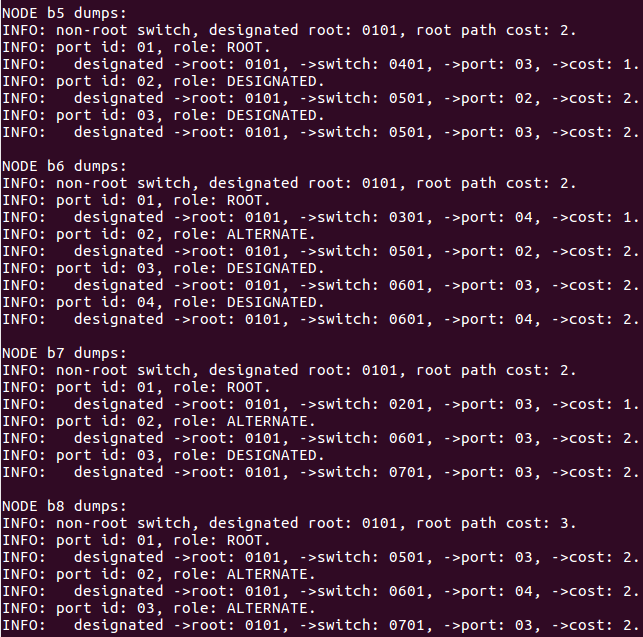 NODE b5 dumps:
INFO: non-root switch, designated root: 0101, root path cost: 2.
INFO: port id: 01, role: ROOT.
INFO:   designated ->root: 0101, ->switch: 0401, ->port: 03, ->cost: 1.
INFO: port id: 02, role: DESIGNATED.
INFO:   designated ->root: 0101, ->switch: 0501, ->port: 02, ->cost: 2.
INFO: port id: 03, role: DESIGNATED.
INFO:   designated ->root: 0101, ->switch: 0501, ->port: 03, ->cost: 2.

NODE b6 dumps:
INFO: non-root switch, designated root: 0101, root path cost: 2.
INFO: port id: 01, role: ROOT.
INFO:   designated ->root: 0101, ->switch: 0301, ->port: 04, ->cost: 1.
INFO: port id: 02, role: ALTERNATE.
INFO:   designated ->root: 0101, ->switch: 0501, ->port: 02, ->cost: 2.
INFO: port id: 03, role: DESIGNATED.
INFO:   designated ->root: 0101, ->switch: 0601, ->port: 03, ->cost: 2.
INFO: port id: 04, role: DESIGNATED.
INFO:   designated ->root: 0101, ->switch: 0601, ->port: 04, ->cost: 2.

NODE b7 dumps:
INFO: non-root switch, designated root: 0101, root path cost: 2.
INFO: port id: 01, role: ROOT.
INFO:   designated ->root: 0101, ->switch: 0201, ->port: 03, ->cost: 1.
INFO: port id: 02, role: ALTERNATE.
INFO:   designated ->root: 0101, ->switch: 0601, ->port: 03, ->cost: 2.
INFO: port id: 03, role: DESIGNATED.
INFO:   designated ->root: 0101, ->switch: 0701, ->port: 03, ->cost: 2.

NODE b8 dumps:
INFO: non-root switch, designated root: 0101, root path cost: 3.
INFO: port id: 01, role: ROOT.
INFO:   designated ->root: 0101, ->switch: 0501, ->port: 03, ->cost: 2.
INFO: port id: 02, role: ALTERNATE.
INFO:   designated ->root: 0101, ->switch: 0601, ->port: 04, ->cost: 2.
INFO: port id: 03, role: ALTERNATE.
INFO:   designated ->root: 0101, ->switch: 0701, ->port: 03, ->cost: 2.